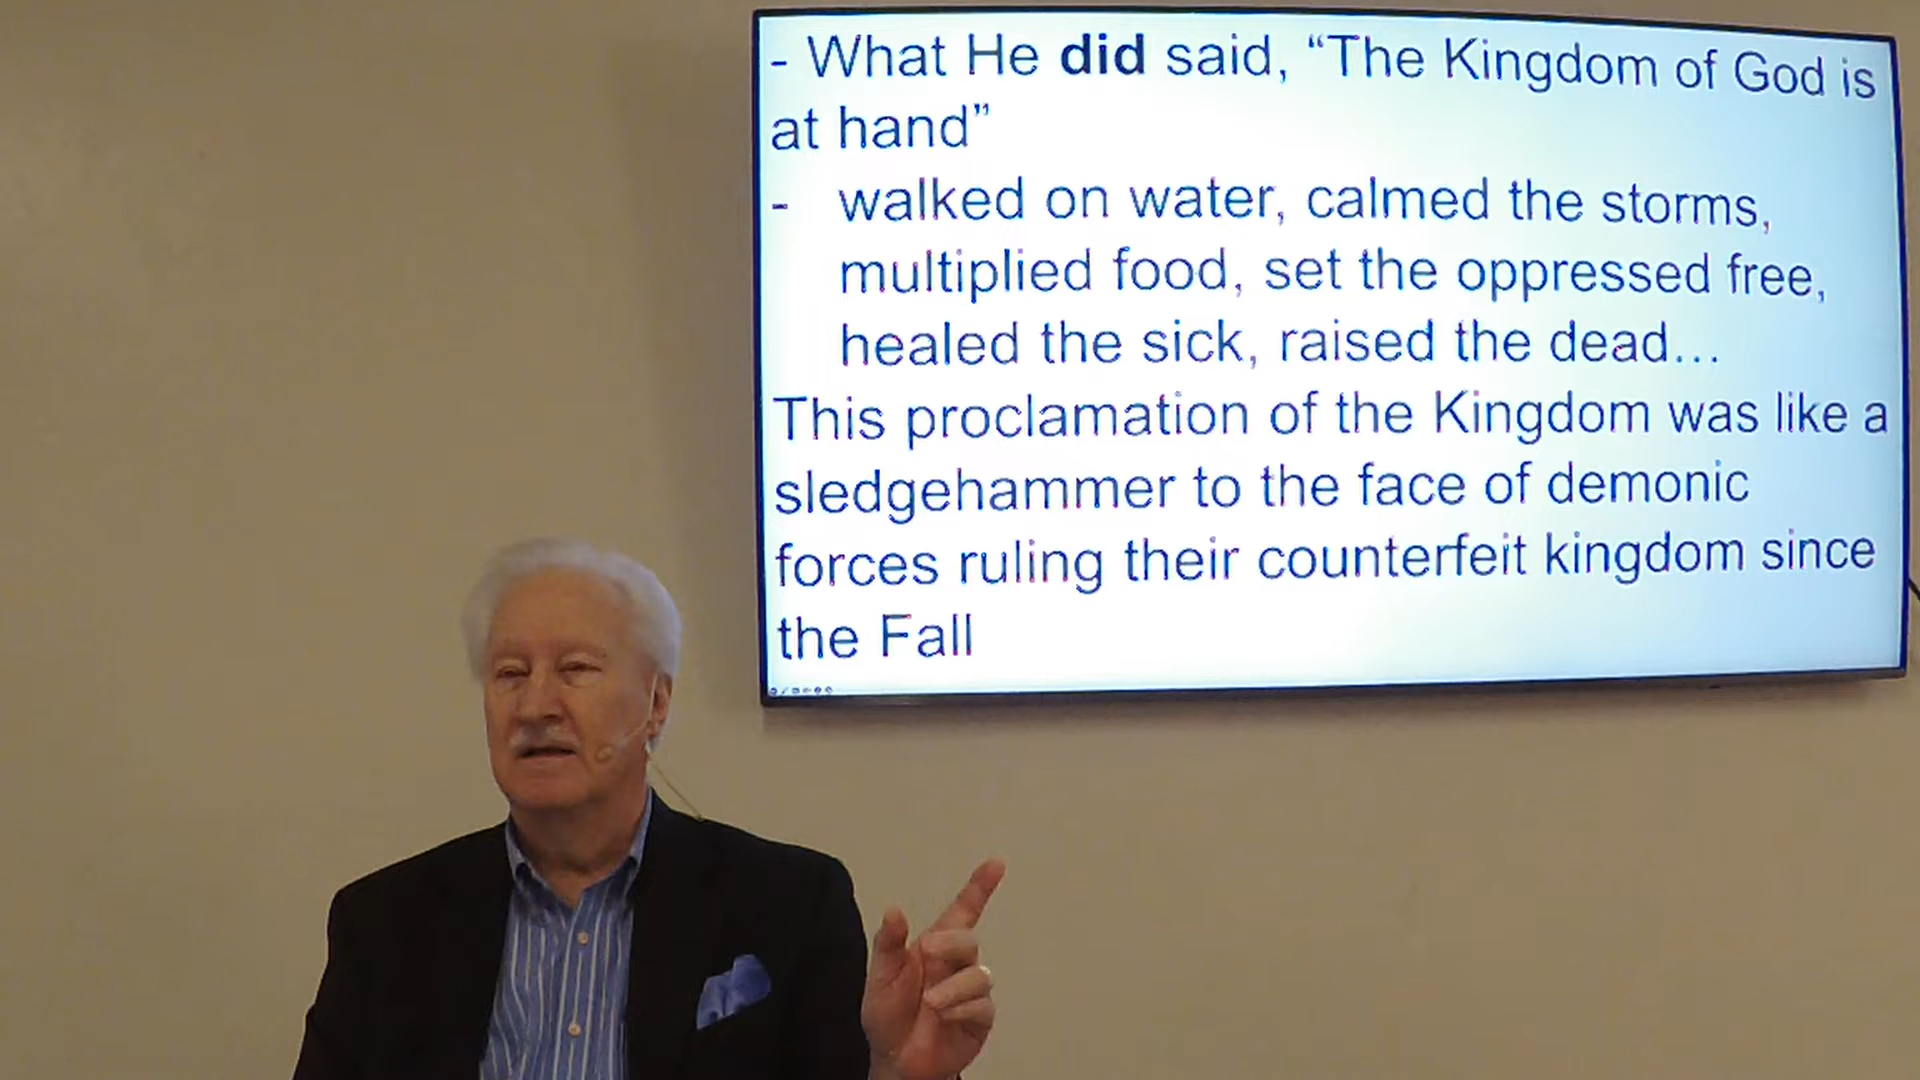 - What He did said, “The Kingdom of God is
at hand”
- walked on water, calmed the storms,
multiplied food, set the oppressed free,
healed the sick, raised the dead...
This proclamation of the Kingdom was like a
sledgehammer to the face of demonic
forces ruling their counterfeit kingdom since
the Fall